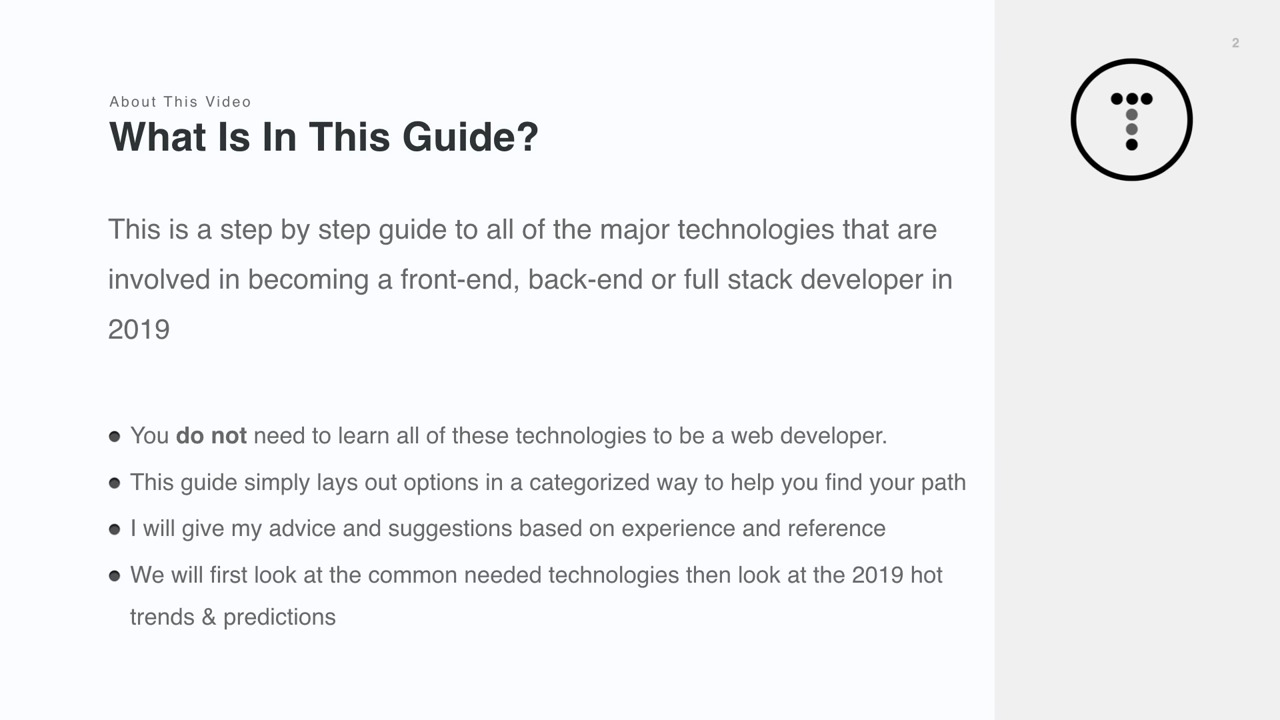 2
About This Video
What Is In This Guide?
This is a step by step guide to all of the major technologies that are
involved in becoming a front-end, back-end or full stack developer in
2019
You do not need to learn all of these technologies to be a web developer.
This guide simply lays out options in a categorized way to help you find your path
I will give my advice and suggestions based on experience and reference
We will first look at the common needed technologies then look at the 2019 hot
trends & predictions